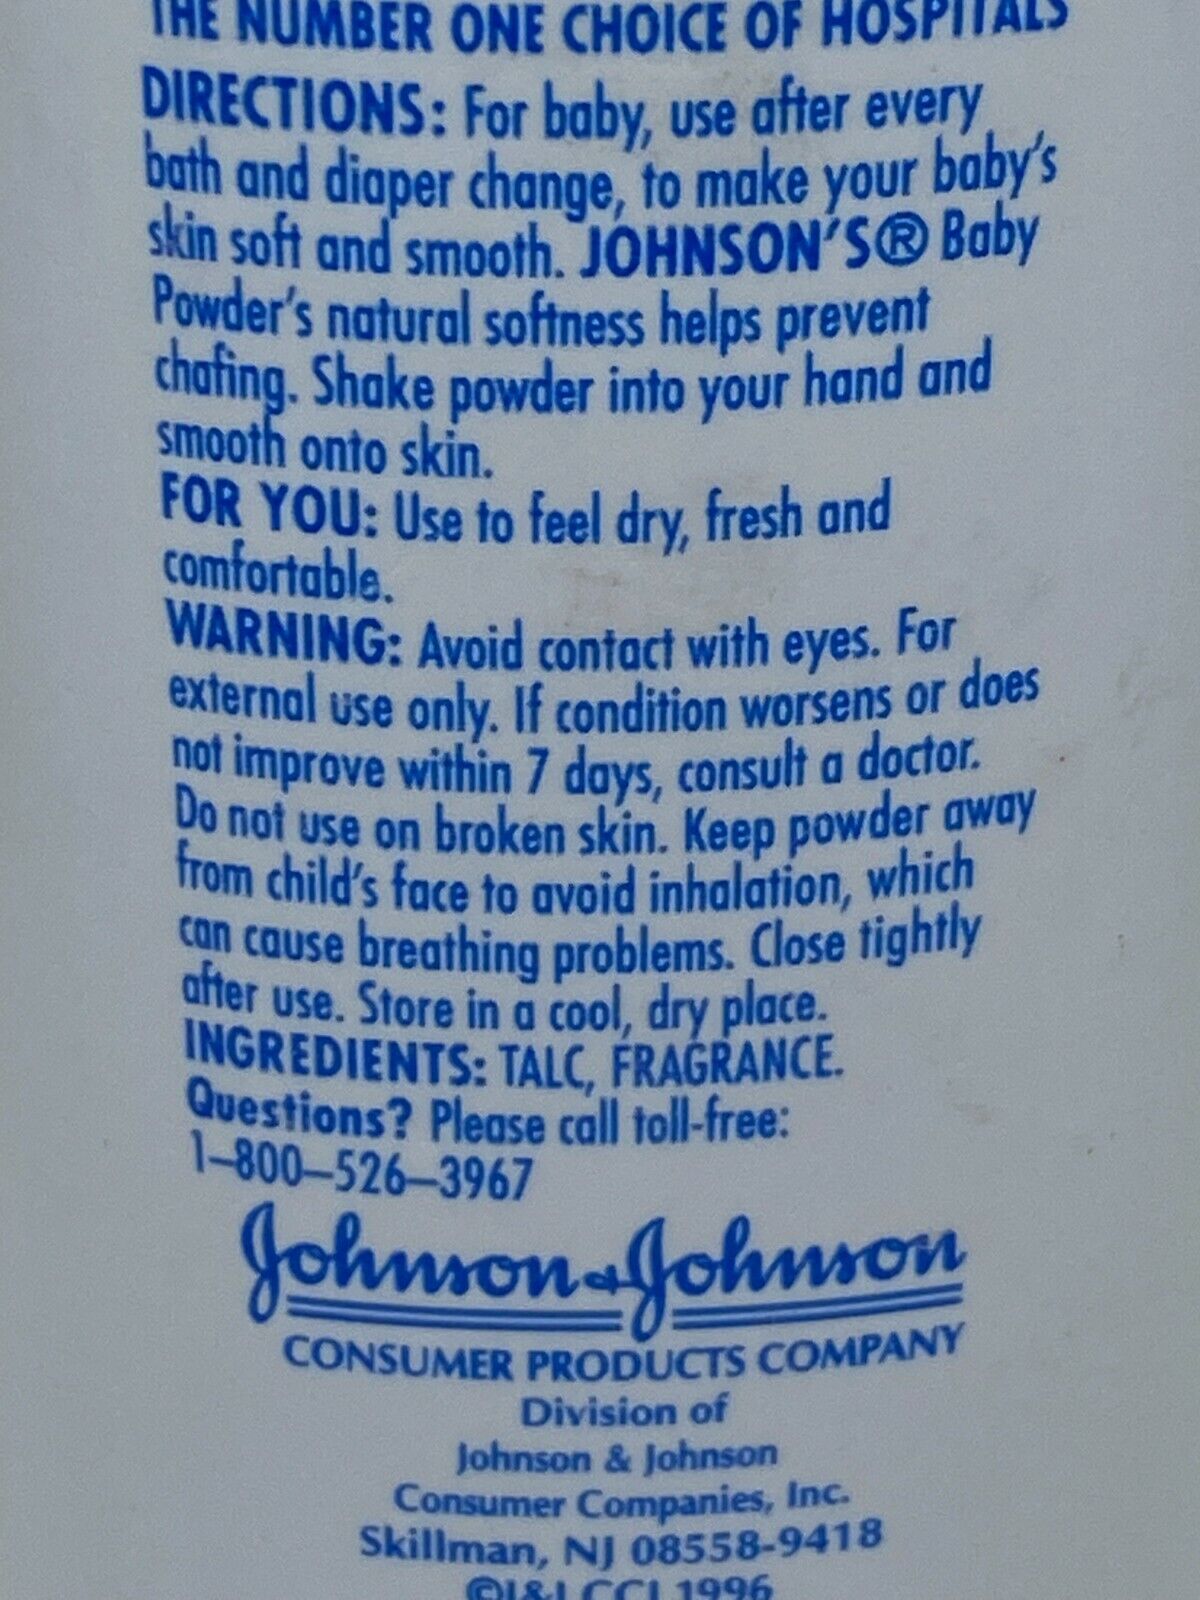 THE NUMBER ONE CHOICE OF HOSPITALS
DIRECTIONS: For baby, use after every
bath and diaper change, to make your baby's
skin soft and smooth. JOHNSON'S® Baby
Powder's natural softness helps prevent
chafing. Shake powder into your hand and
smooth onto skin.
FOR YOU: Use to feel dry, fresh and
comfortable.
WARNING: Avoid contact with eyes. For
external use only. If condition worsens or does
not improve within 7 days, consult a doctor.
Do not use on broken skin. Keep powder away
from child's face to avoid inhalation, which
can cause breathing problems. Close tightly
after use. Store in a cool, dry place.
INGREDIENTS: TALC, FRAGRANCE.
Questions? Please call toll-free:
1-800-526-3967
Johnson & Johnson
CONSUMER PRODUCTS COMPANY
Division of
Johnson & Johnson
Consumer Companies, Inc.
Skillman, NJ 08558-9418
©J&J CCI 1996